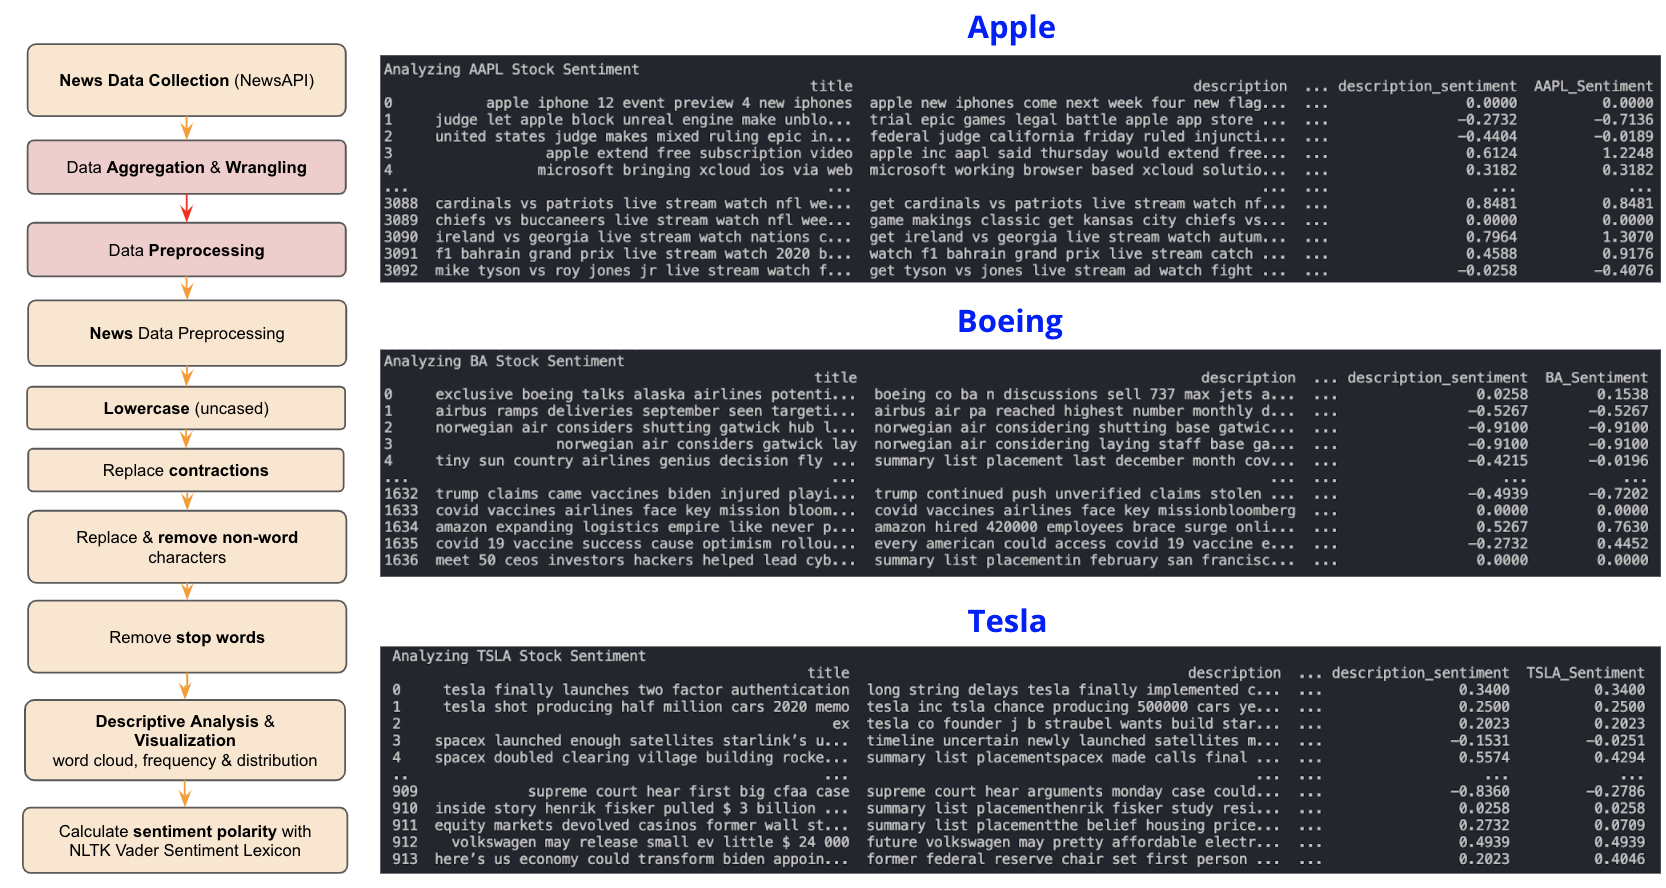 News Data Collection (NewsAPI)
Data Aggregation & Wrangling
Data Preprocessing
News Data Preprocessing
Lowercase (uncased)
Replace contractions
Replace & remove non-word
characters
Remove stop words
Descriptive Analysis &
Visualization
word cloud, frequency & distribution
Calculate sentiment polarity with
NLTK Vader Sentiment Lexicon
Apple
Analyzing AAPL Stock Sentiment
title description ... description_sentiment AAPL_Sentiment
0 apple iphone 12 event preview 4 new iphones apple new iphones come next week four new flag... ... 0.0000 0.0000
1 judge let apple block unreal engine make unblo... trial epic games legal battle apple app store ... ... −0.2732 −0.7136
2 united states judge makes mixed ruling epic in... federal judge california friday ruled injuncti... ... −0.4404 −0.0189
3 apple extend free subscription video apple inc aapl said thursday would extend free... ... 0.6124 1.2248
4 microsoft bringing xcloud ios via web microsoft working browser based xcloud solutio... ... 0.3182 0.3182
... ... ... ... ... ...
3088 cardinals vs patriots live stream watch nfl we... get cardinals vs patriots live stream watch nf... ... 0.8481 0.8481
3089 chiefs vs buccaneers live stream watch nfl wee... game makings classic get kansas city chiefs vs... ... 0.0000 0.0000
3090 ireland vs georgia live stream watch nations c... get ireland vs georgia live stream watch autum... ... 0.7964 1.3070
3091 f1 bahrain grand prix live stream watch 2020 b... watch f1 bahrain grand prix live stream catch ... ... 0.4588 0.9176
3092 mike tyson vs roy jones jr live stream watch f... get tyson vs jones live stream ad watch fight ... ... −0.0258 −0.4076
Boeing
Analyzing BA Stock Sentiment
title description ... description_sentiment BA_Sentiment
0 exclusive boeing talks alaska airlines potenti... boeing co ba n discussions sell 737 max jets a... ... 0.0258 0.1538
1 airbus ramps deliveries september seen targeti... airbus air pa reached highest number monthly d... ... −0.5267 −0.5267
2 norwegian air considers shutting gatwick hub l... norwegian air considering shutting base gatwic... ... −0.9100 −0.9100
3 norwegian air considers gatwick lay norwegian air considering laying staff base ga... ... −0.9100 −0.9100
4 tiny sun country airlines genius decision fly ... summary list placement last december month cov... ... −0.4215 −0.0196
... ... ... ... ... ...
1632 trump claims came vaccines biden injured playi... trump continued push unverified claims stolen ... ... −0.4939 −0.7202
1633 covid vaccines airlines face key mission bloom... covid vaccines airlines face key missionbloomberg ... 0.0000 0.0000
1634 amazon expanding logistics empire like never p... amazon hired 420000 employees brace surge onli... ... 0.5267 0.7630
1635 covid 19 vaccine success cause optimism rollou... every american could access covid 19 vaccine e... ... −0.2732 0.4452
1636 meet 50 ceos investors hackers helped lead cyb... summary list placementin february san francisc... ... 0.0000 0.0000
Tesla
Analyzing TSLA Stock Sentiment
title description ... description_sentiment TSLA_Sentiment
0 tesla finally launches two factor authentication long string delays tesla finally implemented c... ... 0.3400 0.3400
1 tesla shot producing half million cars 2020 memo tesla inc tsla chance producing 500000 cars ye... ... 0.2500 0.2500
2 ex tesla co founder j b straubel wants build star... ... 0.2023 0.2023
3 spacex launched enough satellites starlink’s u... timeline uncertain newly launched satellites m... ... −0.1531 −0.0251
4 spacex doubled clearing village building rocke... summary list placementspacex made calls final ... ... 0.5574 0.4294
.. ... ... ... ... ...
909 supreme court hear first big cfaa case supreme court hear arguments monday case could... ... −0.8360 −0.2786
910 inside story henrik fisker pulled $ 3 billion ... summary list placementhenrik fisker study resi... ... 0.0258 0.0258
911 equity markets devolved casinos former wall st... summary list placementthe belief housing price... ... 0.2732 0.0709
912 volkswagen may release small ev little $ 24 000 future volkswagen may pretty affordable electr... ... 0.4939 0.4939
913 here’s us economy could transform biden appoin... former federal reserve chair set first person ... ... 0.2023 0.4046